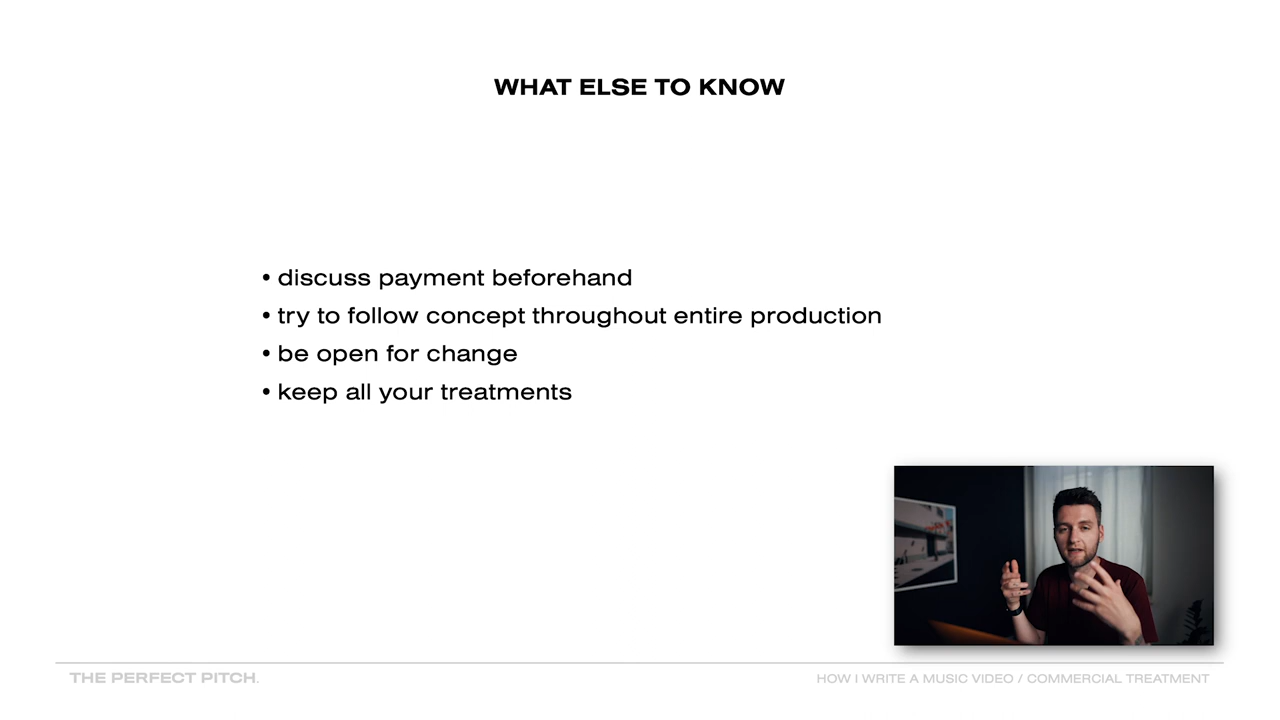 WHAT ELSE TO KNOW
• discuss payment beforehand
• try to follow concept throughout entire production
• be open for change
• keep all your treatments
THE PERFECT PITCH.
HOW I WRITE A MUSIC VIDEO / COMMERCIAL TREATMENT